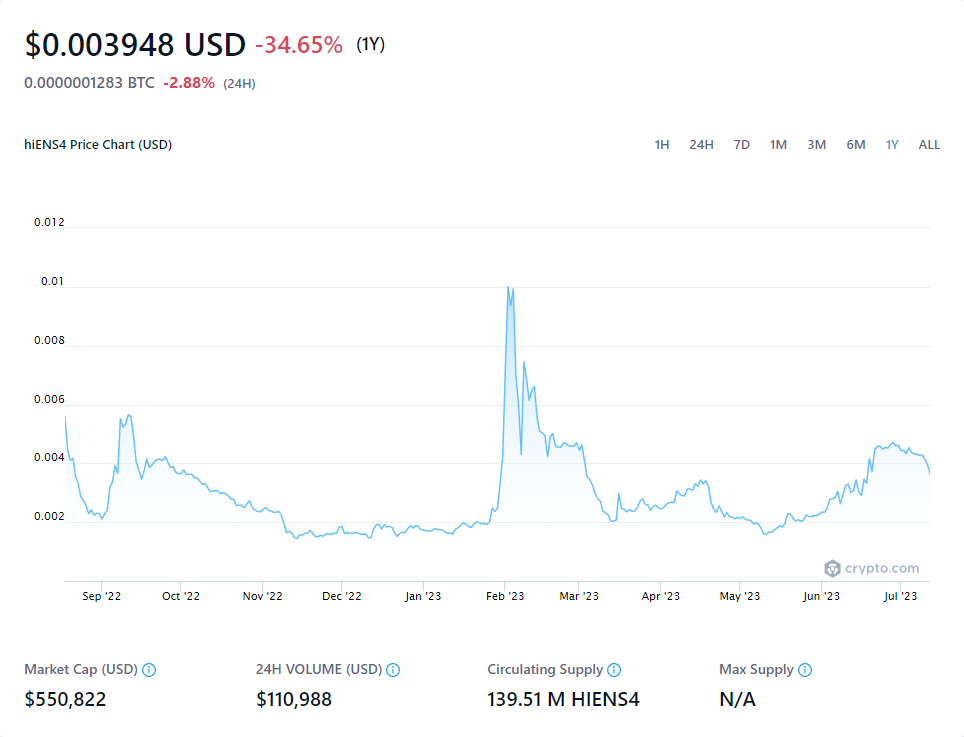 $0.003948 USD -34.65% (1Y)
0.0000001283 BTC -2.88% (24H)
hiENS4 Price Chart (USD) 1H 24H 7D 1M 3M 6M 1Y ALL
0.012
0.01
0.008
0.006
0.004
0.002
crypto.com
Sep '22 Oct '22 Nov '22 Dec '22 Jan '23 Feb '23 Mar '23 Apr '23 May '23 Jun '23 Jul '23
Market Cap (USD) 24H VOLUME (USD) Circulating Supply Max Supply
$550,822 $110,988 139.51 M HIENS4 N/A